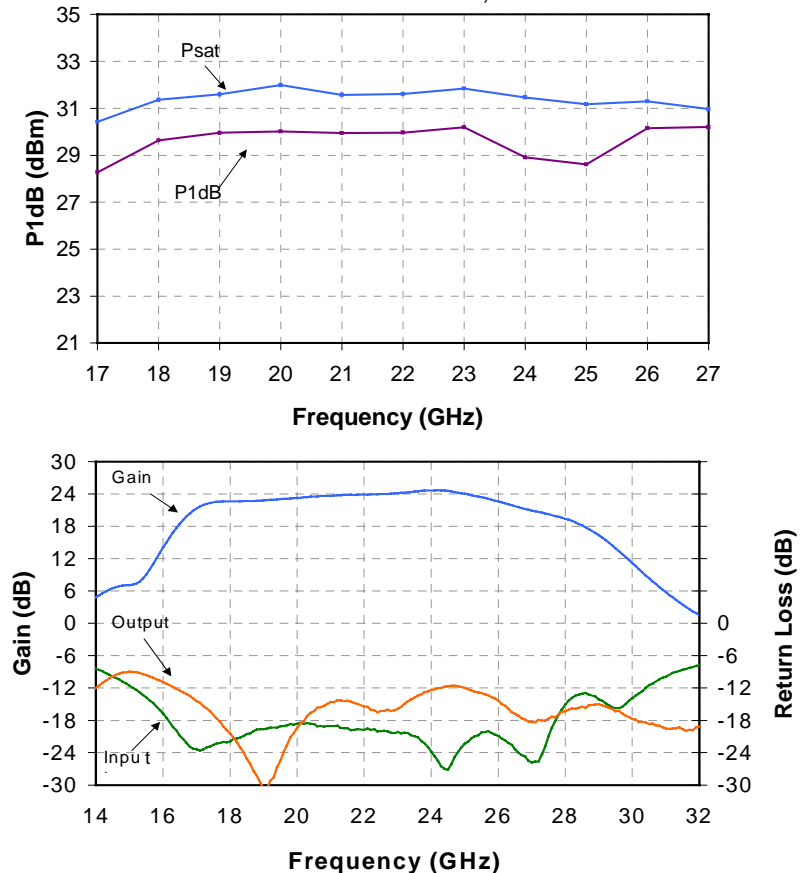 35
33
31
29
27
25
23
21
P1dB (dBm)
Psat
P1dB
17 18 19 20 21 22 23 24 25 26 27
Frequency (GHz)
30
24
18
12
6
0
-6
-12
-18
-24
-30
Gain (dB)
Gain
Output
Input
0
-6
-12
-18
-24
-30
Return Loss (dB)
14 16 18 20 22 24 26 28 30 32
Frequency (GHz)